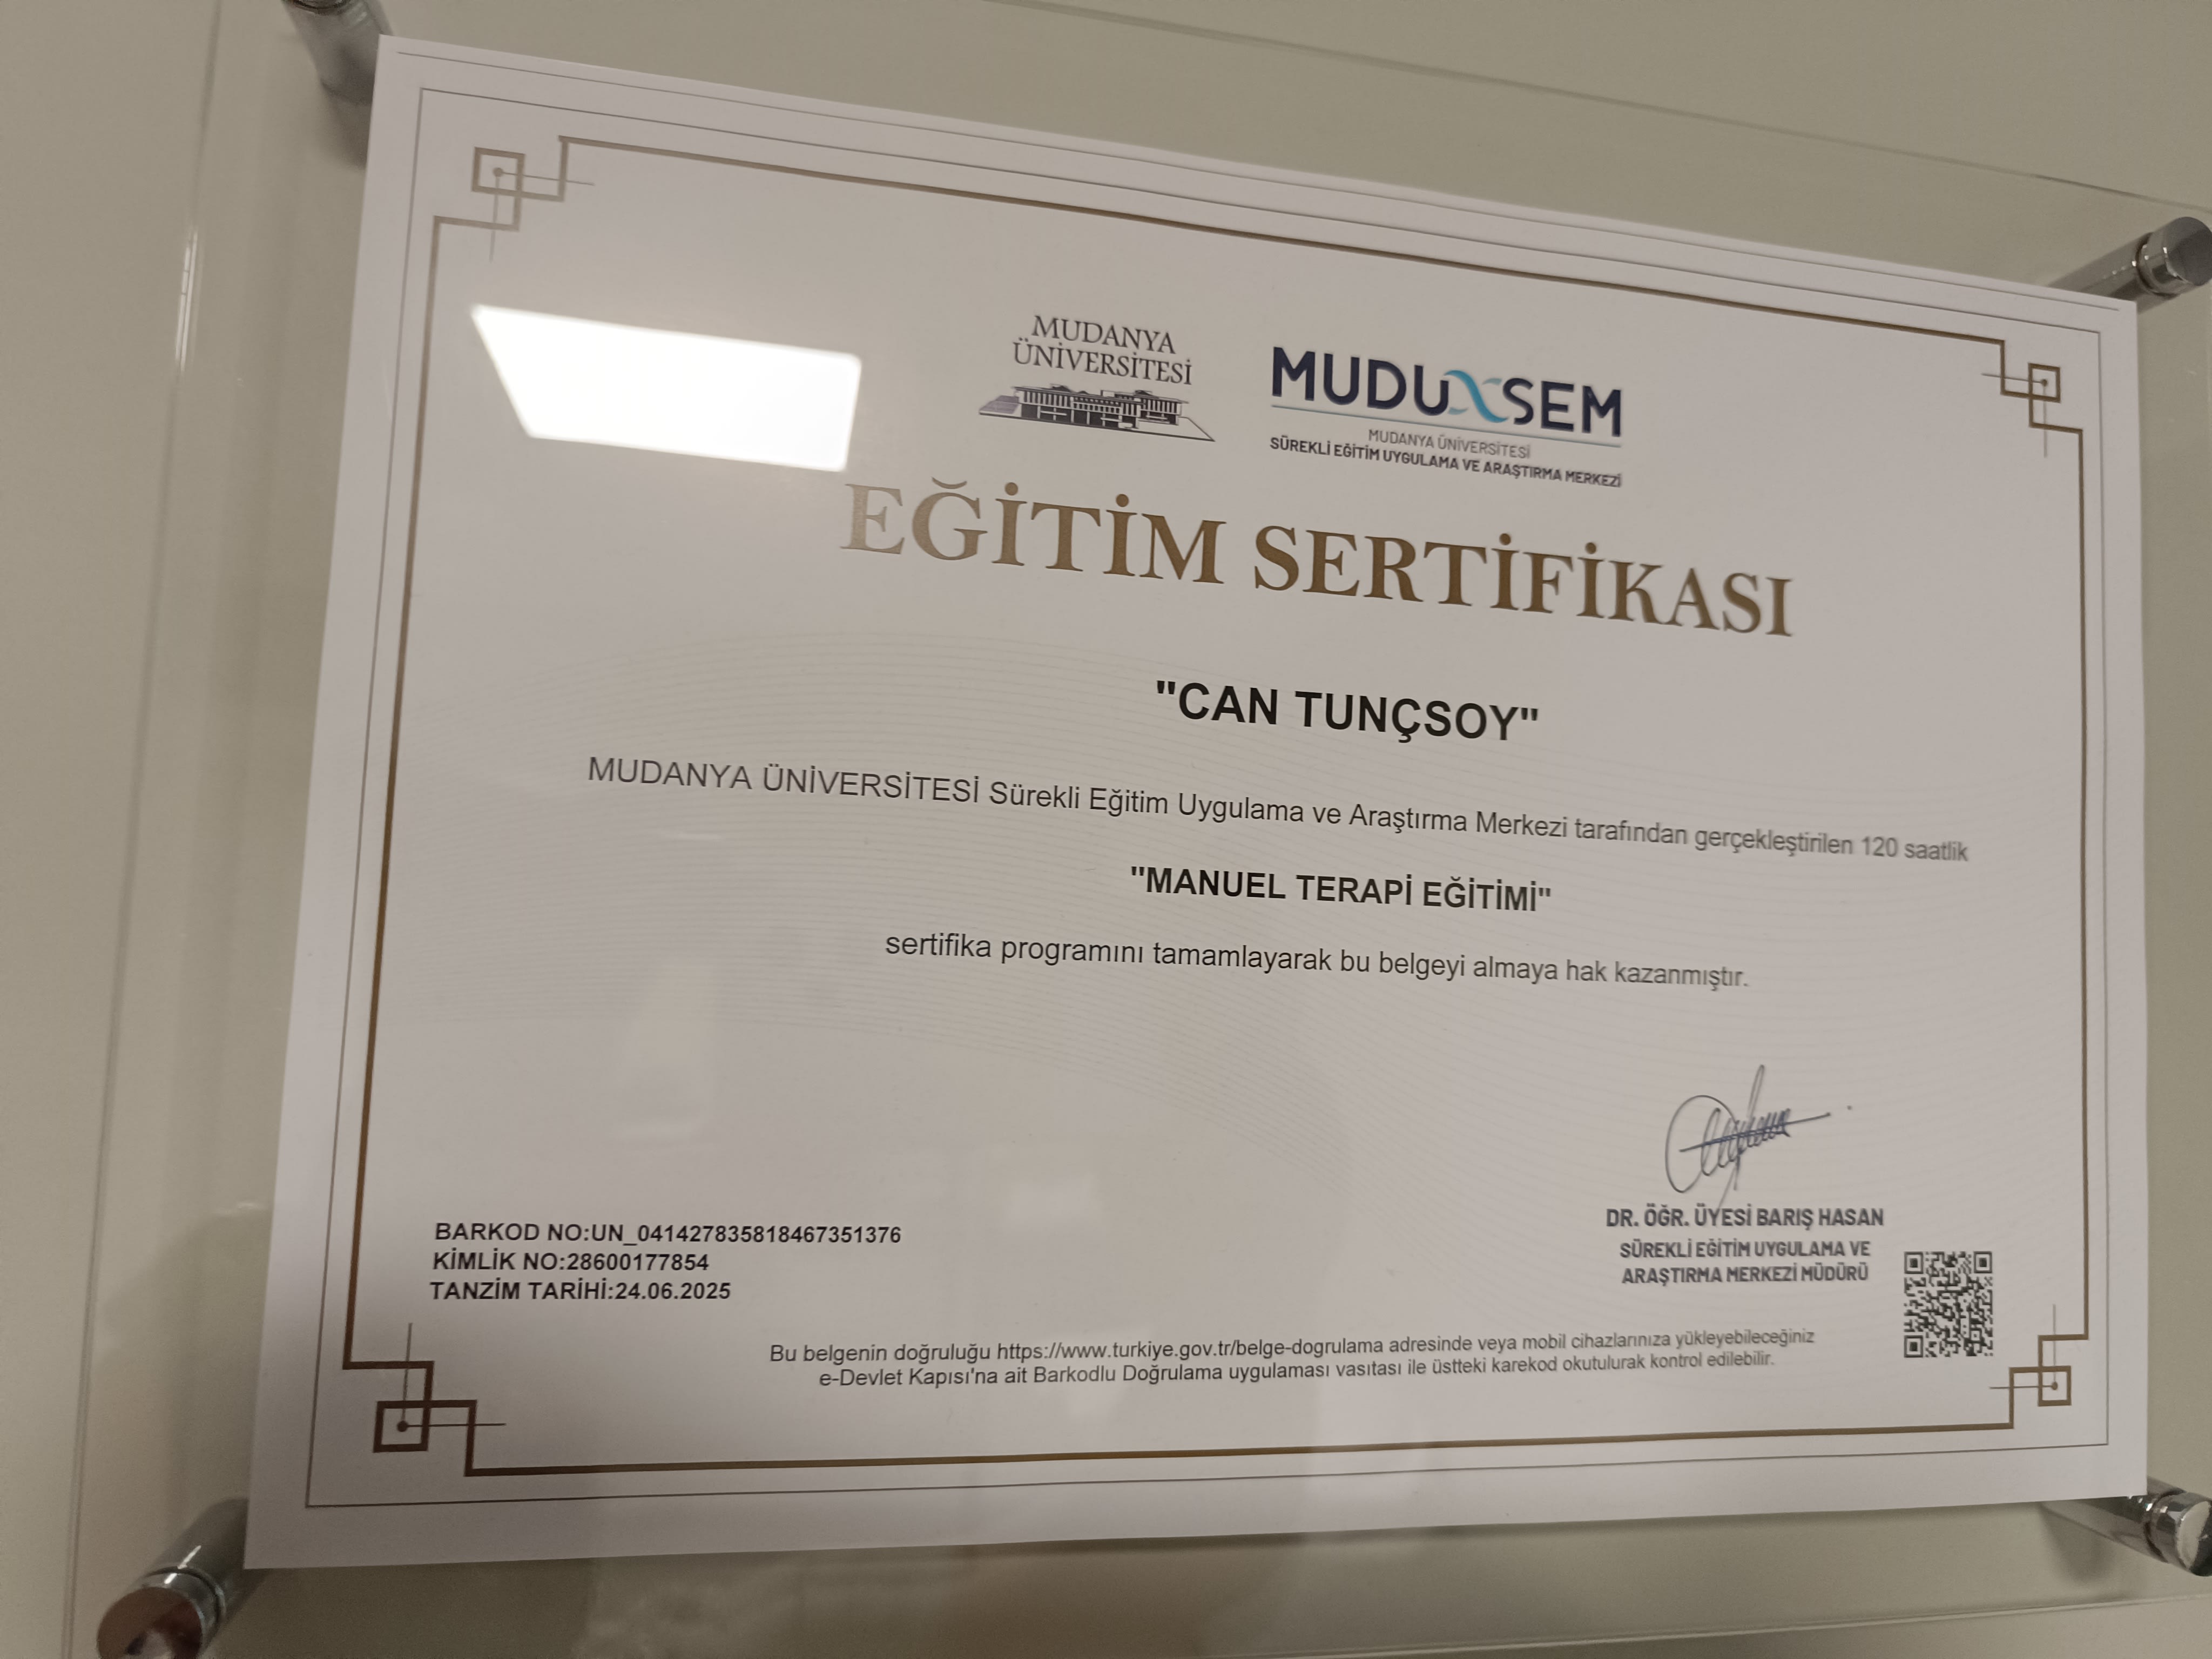 MUDANYA
ÜNİVERSİTESİ
MUDUSEM
MUDANYA ÜNİVERSİTESİ
SÜREKLİ EĞİTİM UYGULAMA VE ARAŞTIRMA MERKEZİ
EĞİTİM SERTİFİKASI
"CAN TUNÇSOY"
MUDANYA ÜNİVERSİTESİ Sürekli Eğitim Uygulama ve Araştırma Merkezi tarafından gerçekleştirilen 120 saatlik
"MANUEL TERAPİ EĞİTİMİ"
sertifika programını tamamlayarak bu belgeyi almaya hak kazanmıştır.
DR. ÖĞR. ÜYESİ BARIŞ HASAN
SÜREKLİ EĞİTİM UYGULAMA VE
ARAŞTIRMA MERKEZİ MÜDÜRÜ
BARKOD NO:UN_041427835818467351376
KİMLİK NO:28600177854
TANZİM TARİHİ:24.06.2025
Bu belgenin doğruluğu https://www.turkiye.gov.tr/belge-dogrulama adresinde veya mobil cihazlarınıza yükleyebileceğiniz
e-Devlet Kapısı'na ait Barkodlu Doğrulama uygulaması vasıtası ile üstteki karekod okutularak kontrol edilebilir.